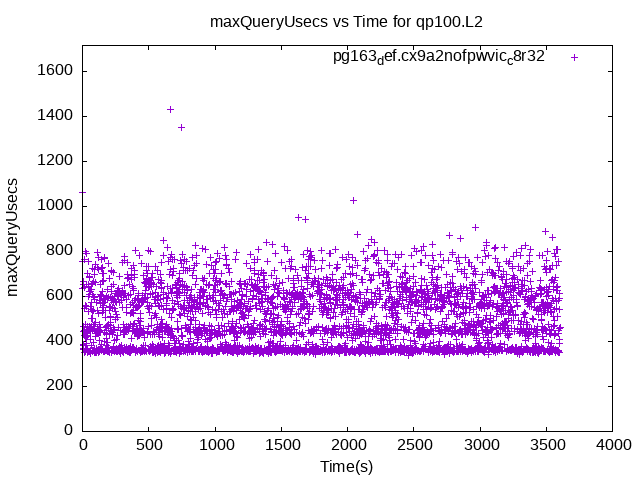 maxQueryUsecs vs Time for qp100.L2
pg163def.cx9a2nofpwvicc8r32
maxQueryUsecs
1600
1400
1200
1000
800
600
400
200
0
0 500 1000 1500 2000 2500 3000 3500 4000
Time(s)